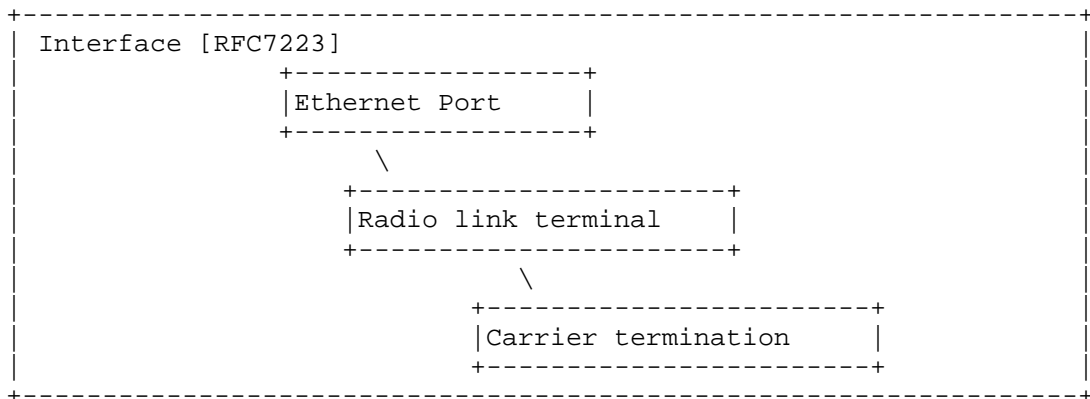 Interface [RFC7223]
Ethernet Port
Radio link terminal
Carrier termination